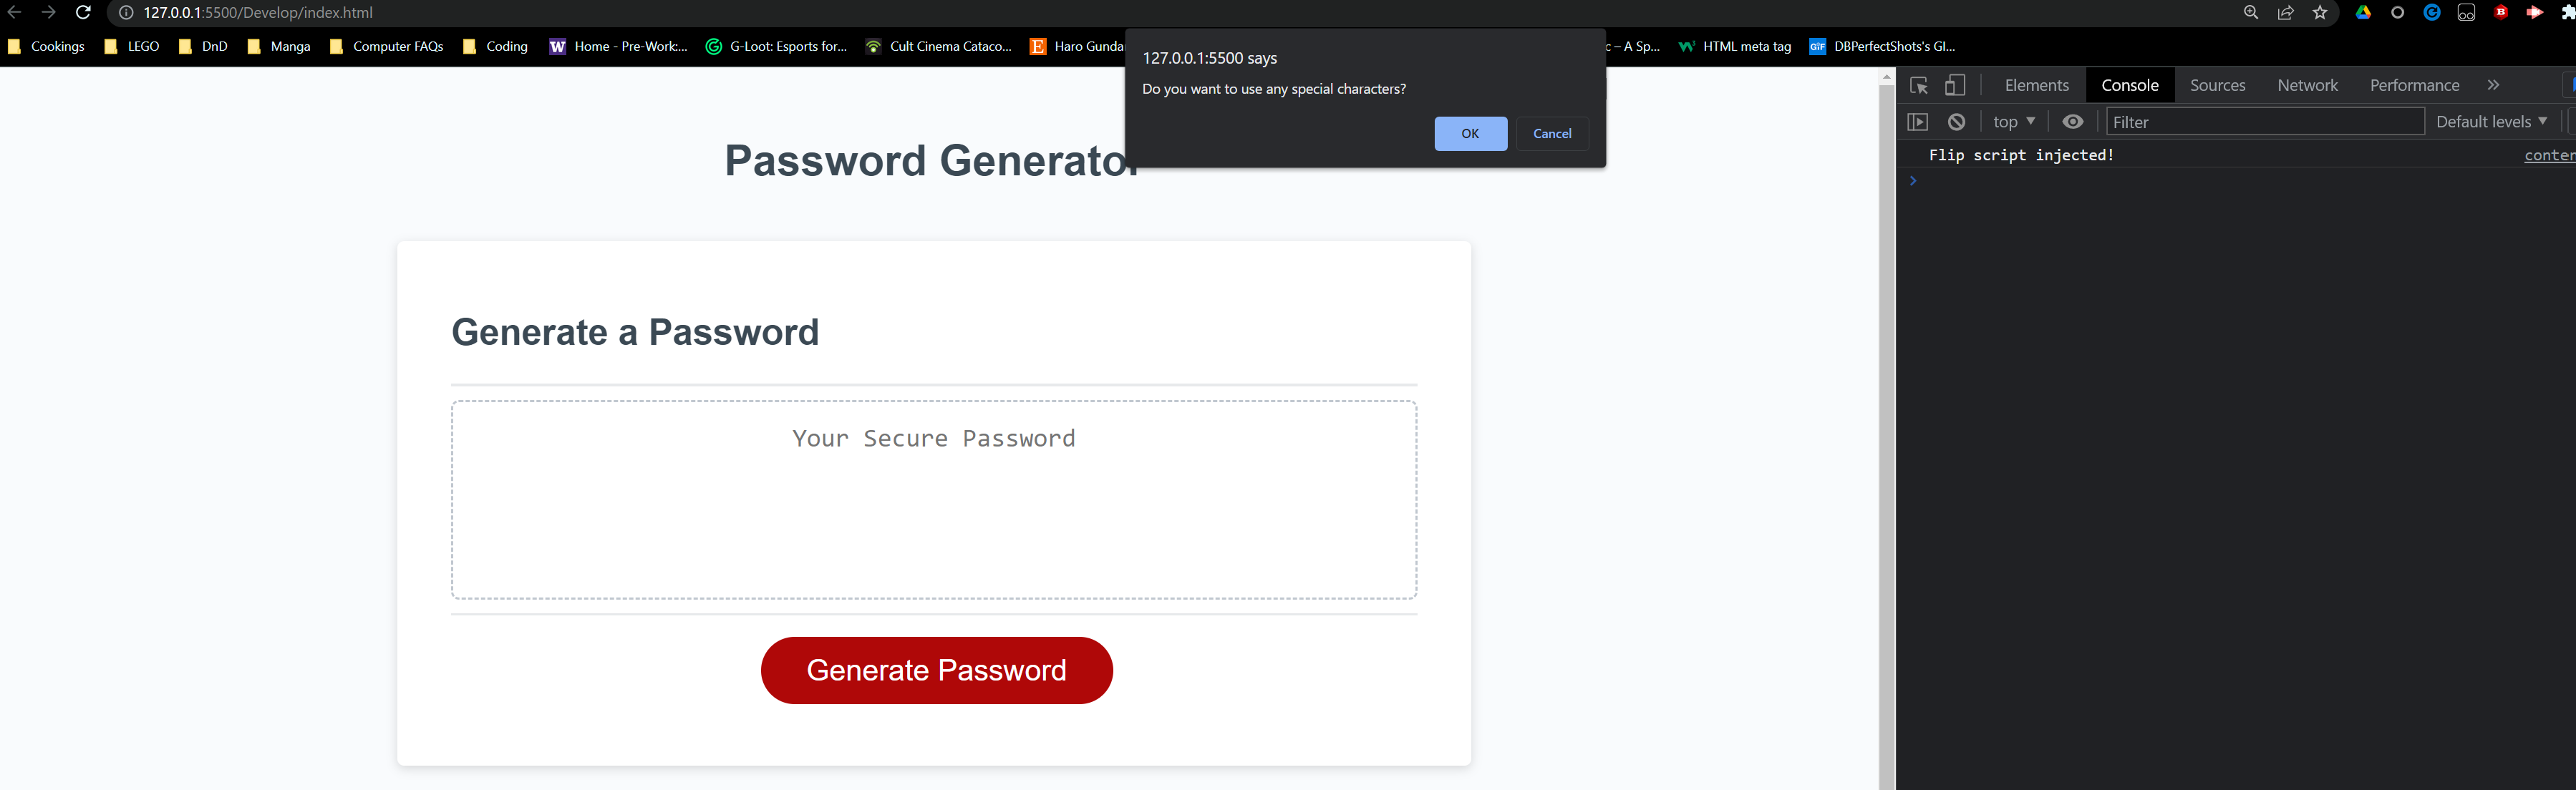 127.0.0.1:5500/Develop/index.html
Cookings LEGO DnD Manga Computer FAQs Coding W Home - Pre-Work:... G-Loot: Esports for... Cult Cinema Cataco... E Haro Gunda c – A Sp... HTML meta tag GIF DBPerfectShots's GI...
127.0.0.1:5500 says
Do you want to use any special characters?
OK Cancel
Password Generator
Generate a Password
Your Secure Password
Generate Password
Elements Console Sources Network Performance »
top Filter Default levels
Flip script injected! conter